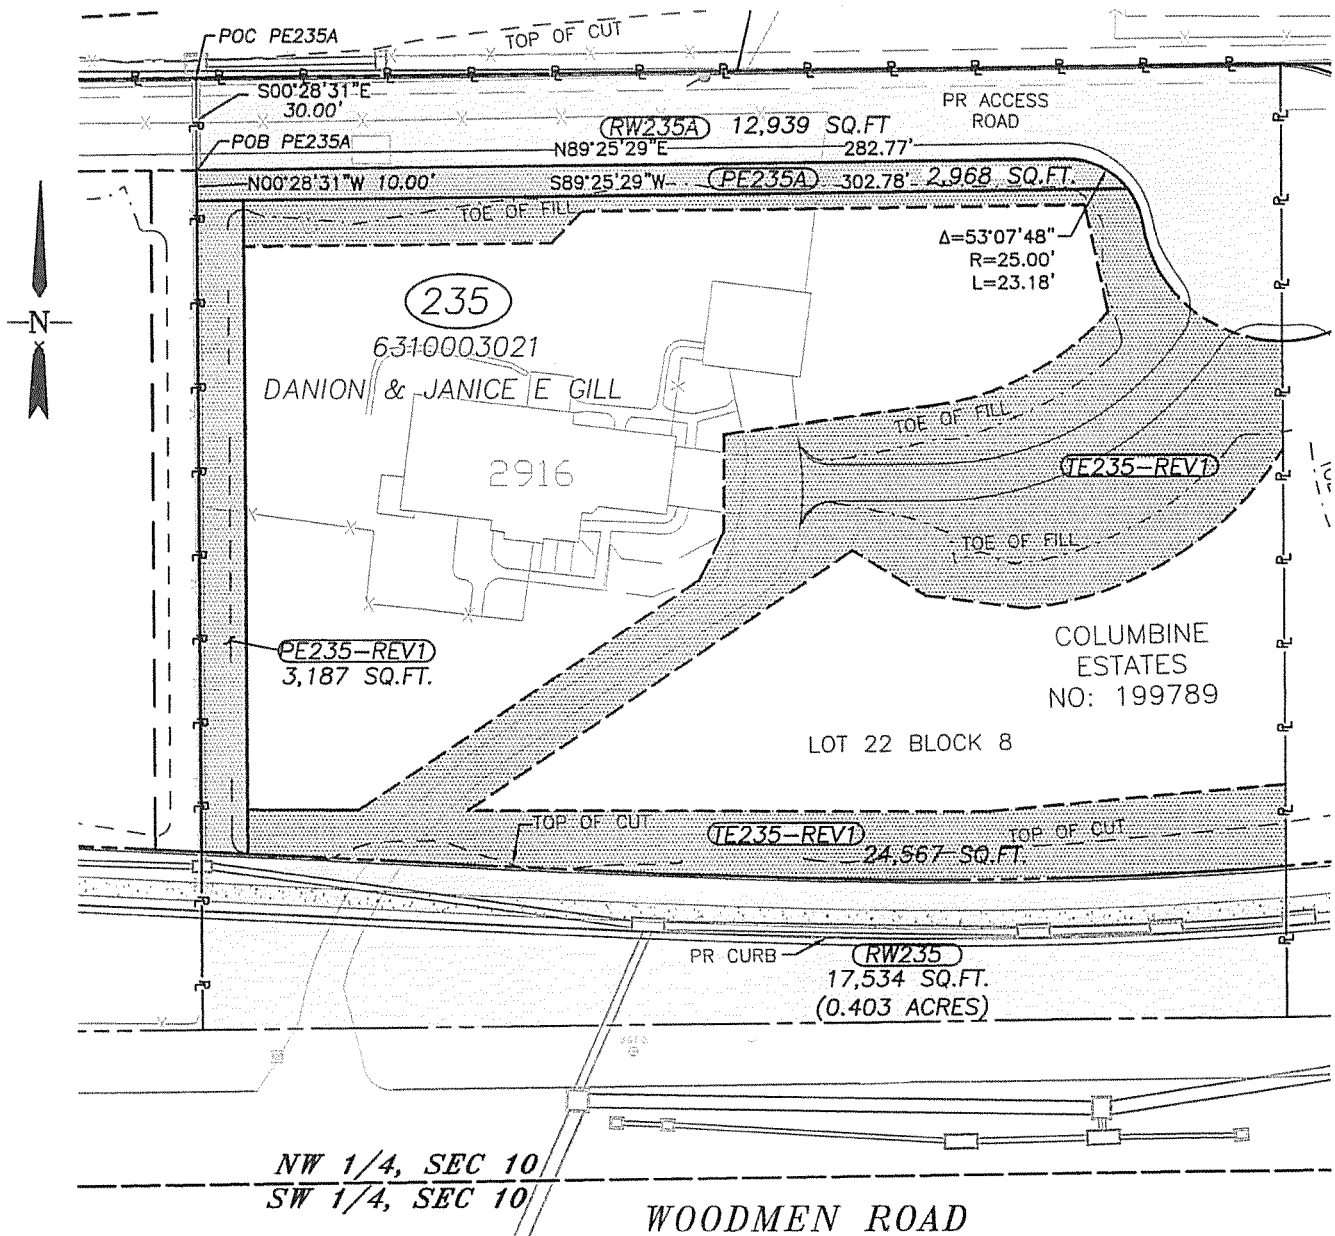 POC PE235A
TOP OF CUT
S00°28'31"E
30.00'
PR ACCESS
ROAD
RW235A 12,939 SQ.FT
POB PE235A
N89°25'29"E 282.77'
N00°28'31"W 10.00'
S89°25'29"W PE235A 302.78' 2,968 SQ.FT.
TOE OF FILL
Δ=53°07'48"
R=25.00'
L=23.18'
N
235
6310003021
DANION & JANICE E GILL
TOE OF FILL
2916
TE235-REV1
TOE OF FILL
PE235-REV1
3,187 SQ.FT.
COLUMBINE
ESTATES
NO: 199789
LOT 22 BLOCK 8
TOP OF CUT
TE235-REV1
24,567 SQ.FT.
TOP OF CUT
PR CURB
RW235
17,534 SQ.FT.
(0.403 ACRES)
NW 1/4, SEC 10
SW 1/4, SEC 10
WOODMEN ROAD